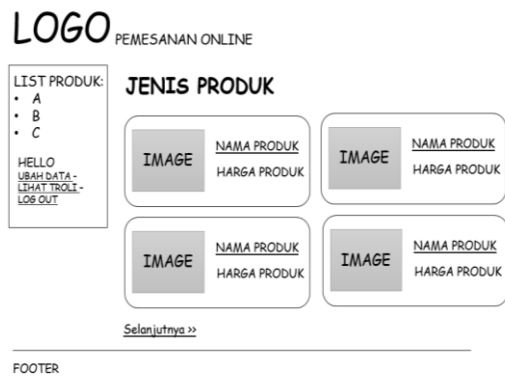 LOGO PEMESANAN ONLINE
LIST PRODUK:
• A
• B
• C
HELLO
UBAH DATA -
LIHAT TROLI -
LOG OUT
JENIS PRODUK
IMAGE
NAMA PRODUK
HARGA PRODUK
IMAGE
NAMA PRODUK
HARGA PRODUK
IMAGE
NAMA PRODUK
HARGA PRODUK
IMAGE
NAMA PRODUK
HARGA PRODUK
Selanjutnya >>
FOOTER